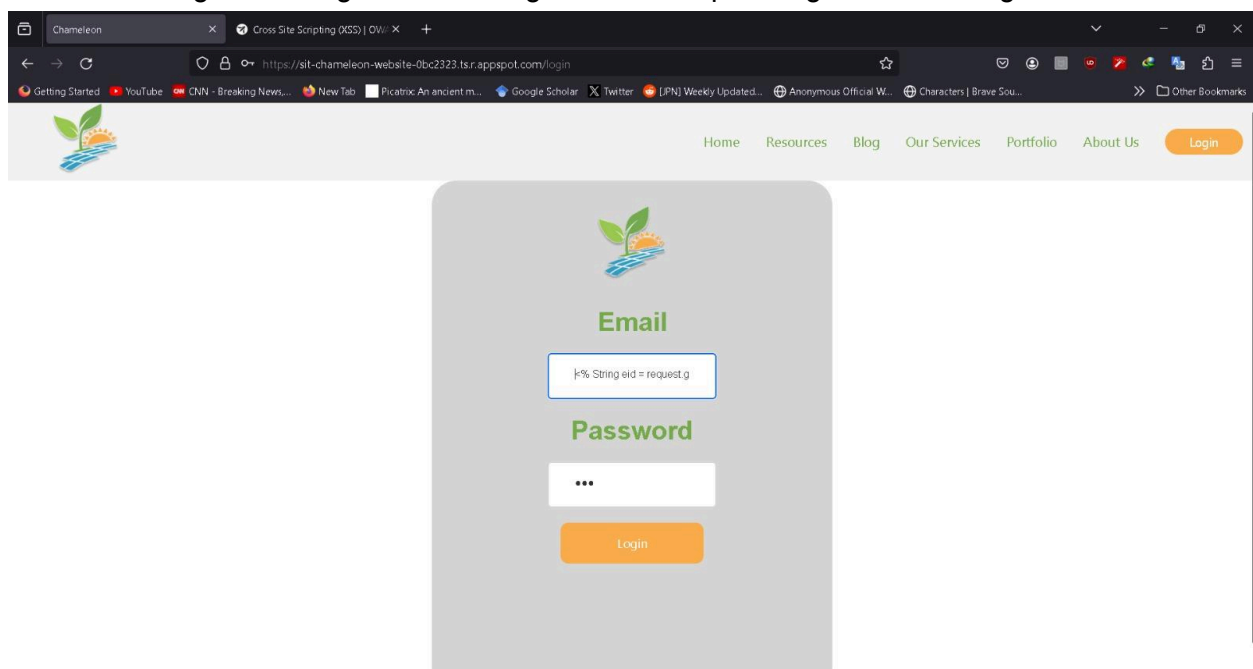 Chameleon
Cross Site Scripting (XSS) | OW
https://sit-chameleon-website-0bc2323.ts.r.appspot.com/login
Getting Started YouTube CNN - Breaking News,... New Tab Picatrix: An ancient m... Google Scholar Twitter [JPN] Weekly Updated... Anonymous Official W... Characters | Brave Sou... Other Bookmarks
Home Resources Blog Our Services Portfolio About Us Login
Email
<% String eid = request.g
Password
Login